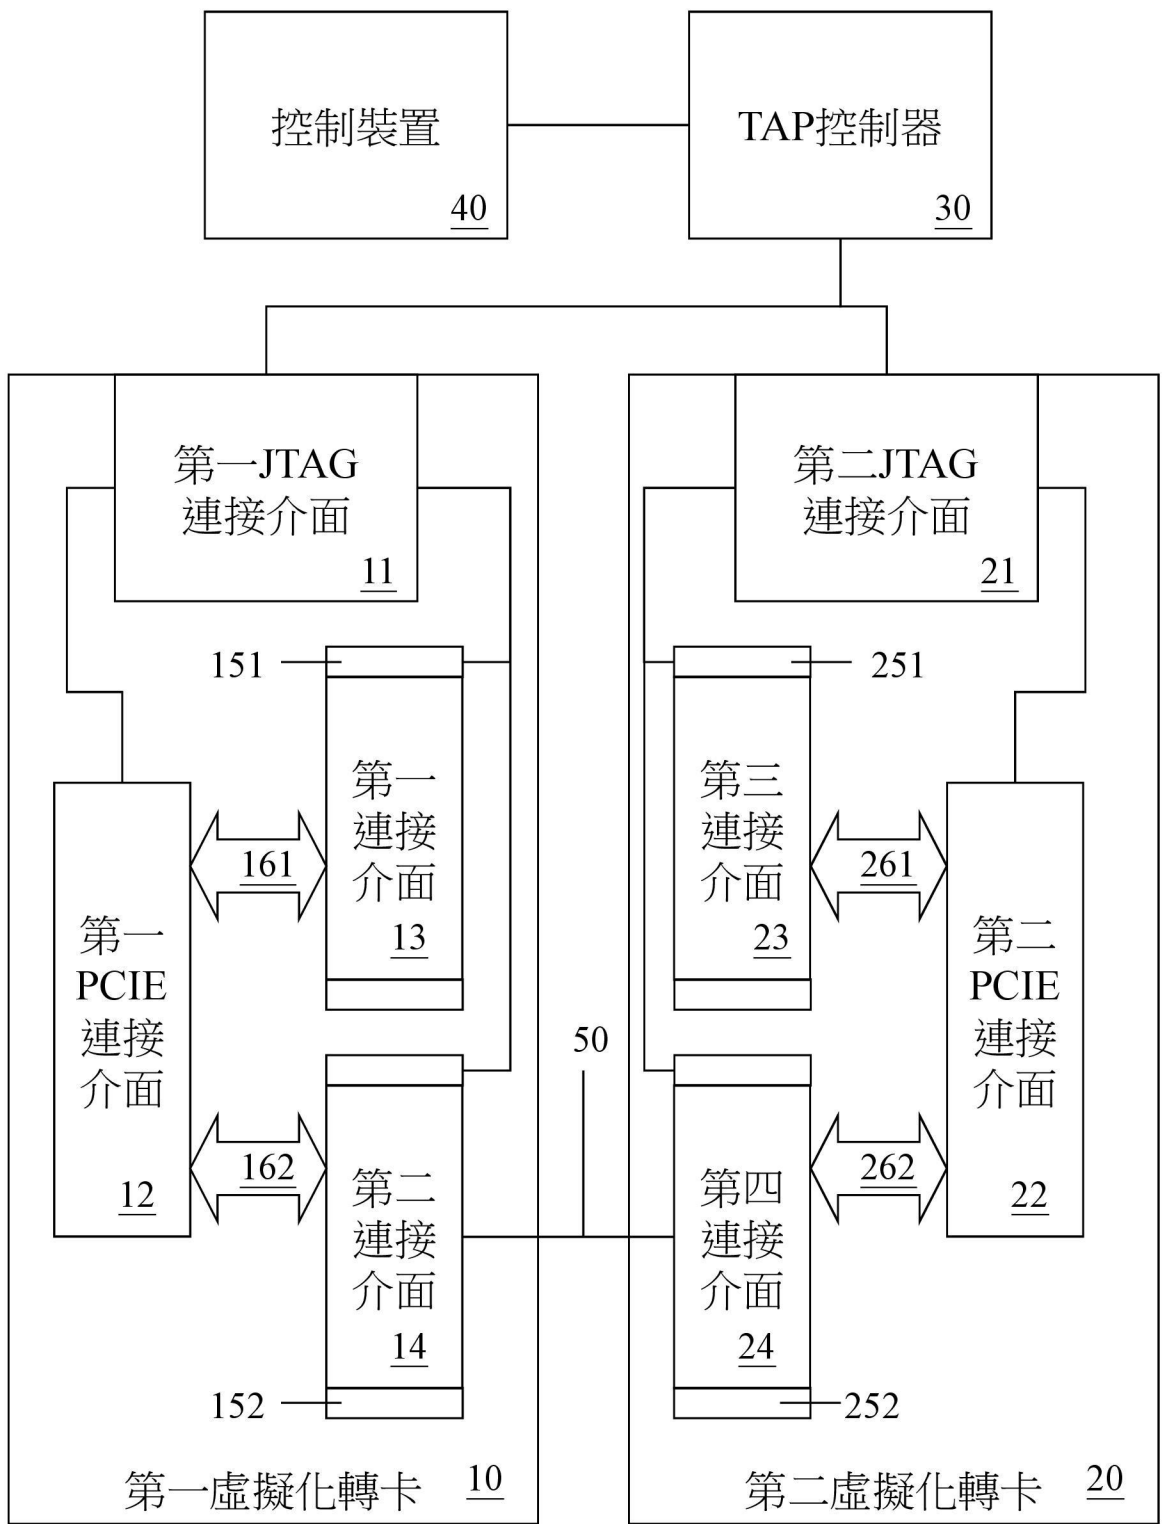 控制裝置
40
TAP控制器
30
第一JTAG
連接介面
11
第二JTAG
連接介面
21
151
251
第一
連接
介面
13
第三
連接
介面
23
161
261
第一
PCIE
連接
介面
12
第二
PCIE
連接
介面
22
50
162
262
第二
連接
介面
14
第四
連接
介面
24
152
252
第一虛擬化轉卡
10
第二虛擬化轉卡
20